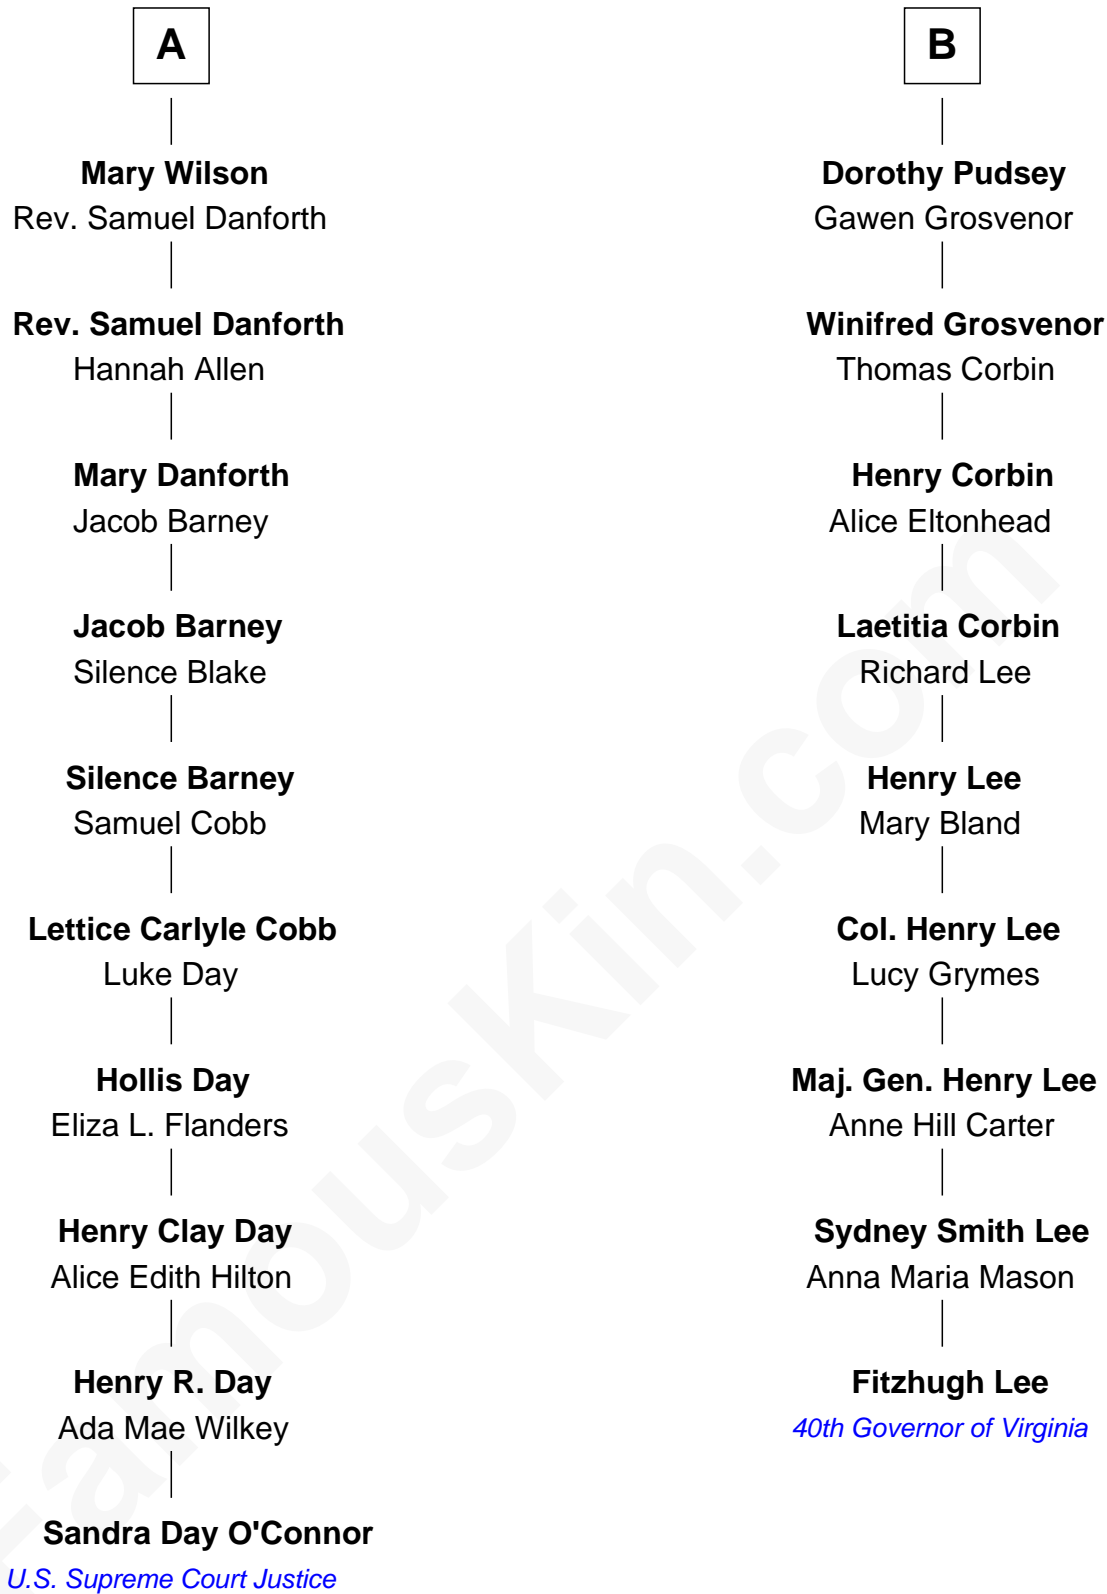 A
Mary Wilson
Rev. Samuel Danforth
Rev. Samuel Danforth
Hannah Allen
Mary Danforth
Jacob Barney
Jacob Barney
Silence Blake
Silence Barney
Samuel Cobb
Lettice Carlyle Cobb
Luke Day
Hollis Day
Eliza L. Flanders
Henry Clay Day
Alice Edith Hilton
Henry R. Day
Ada Mae Wilkey
Sandra Day O'Connor
U.S. Supreme Court Justice
B
Dorothy Pudsey
Gawen Grosvenor
Winifred Grosvenor
Thomas Corbin
Henry Corbin
Alice Eltonhead
Laetitia Corbin
Richard Lee
Henry Lee
Mary Bland
Col. Henry Lee
Lucy Grymes
Maj. Gen. Henry Lee
Anne Hill Carter
Sydney Smith Lee
Anna Maria Mason
Fitzhugh Lee
40th Governor of Virginia
FamousKin.com